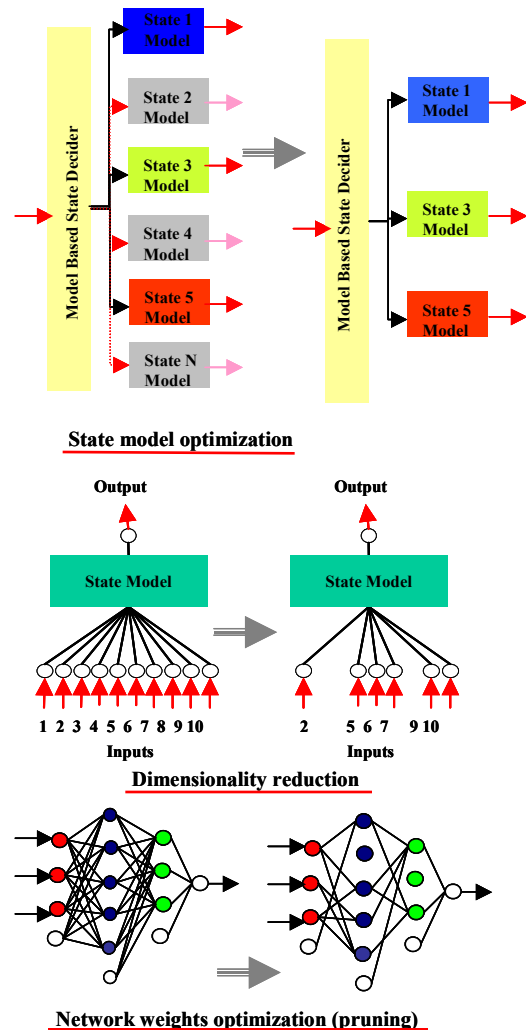 Model Based State Decider
State 1
Model
State 2
Model
State 3
Model
State 4
Model
State 5
Model
State N
Model
Model Based State Decider
State 1
Model
State 3
Model
State 5
Model
State model optimization
Output
State Model
1 2 3 4 5 6 7 8 9 10
Inputs
Output
State Model
2 5 6 7 9 10
Inputs
Dimensionality reduction
Network weights optimization (pruning)